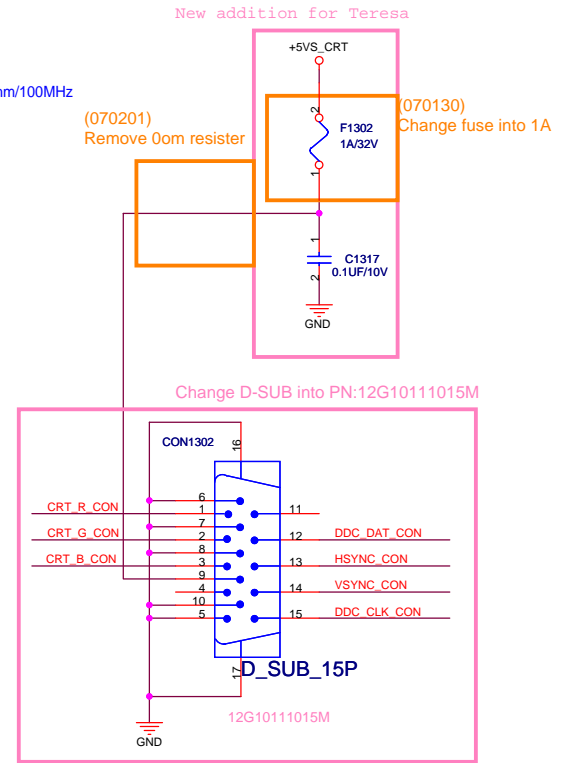 New addition for Teresa
+5VS_CRT
nm/100MHz
(070201)
Remove 0om resister
(070130)
Change fuse into 1A
2
F1302
1A/32V
1
1
C1317
0.1UF/10V
2
GND
Change D-SUB into PN:12G10111015M
CON1302
16
6
CRT_R_CON
1
11
7
CRT_G_CON
2
12
DDC_DAT_CON
8
CRT_B_CON
3
13
HSYNC_CON
9
4
14
VSYNC_CON
10
5
15
DDC_CLK_CON
17
D_SUB_15P
12G10111015M
GND